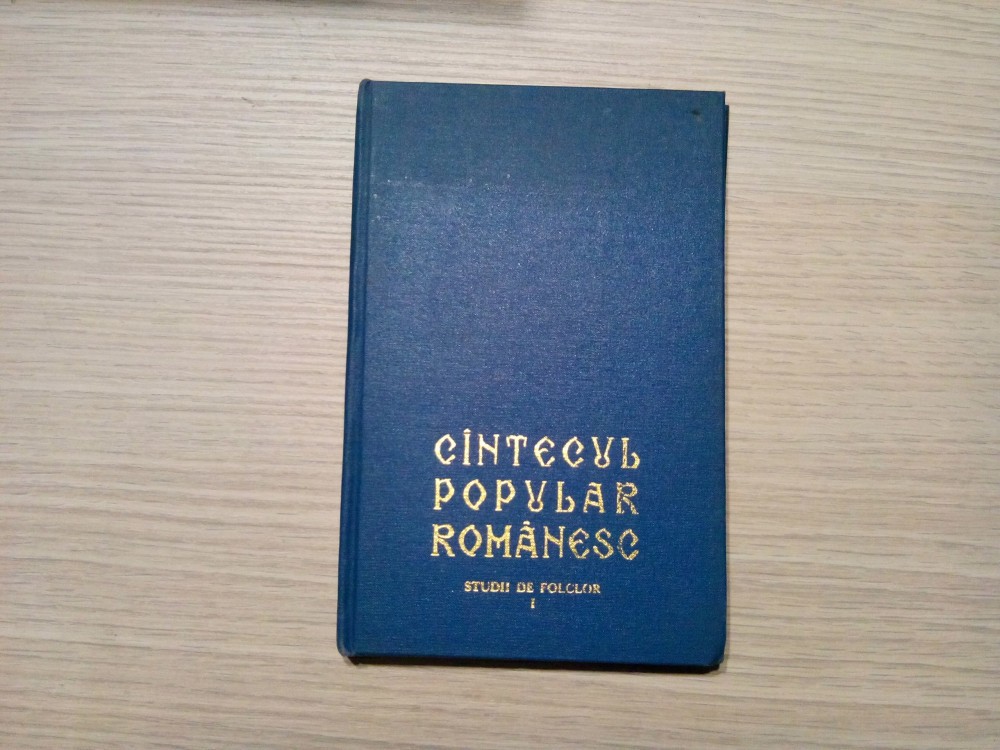 CÎNTECUL
POPULAR
ROMÂNESC
STUDII DE FOLCLOR
I